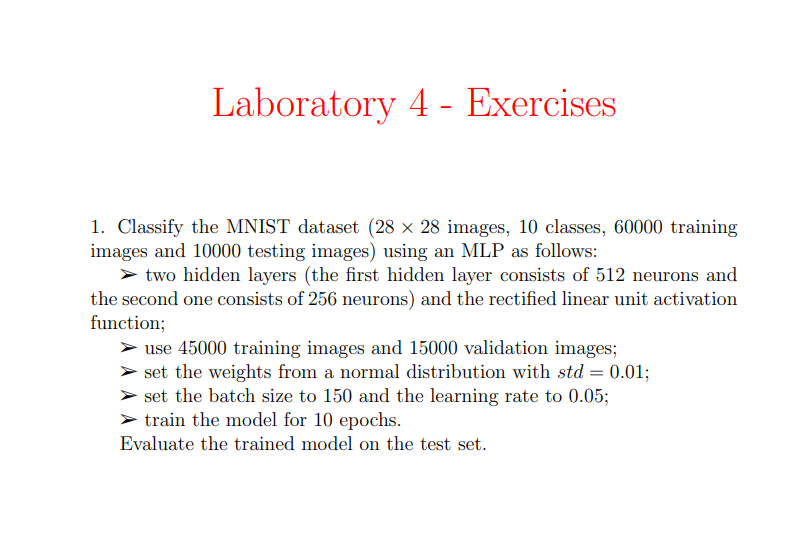 Laboratory 4 - Exercises
1. Classify the MNIST dataset (28 × 28 images, 10 classes, 60000 training
images and 10000 testing images) using an MLP as follows:
➢ two hidden layers (the first hidden layer consists of 512 neurons and
the second one consists of 256 neurons) and the rectified linear unit activation
function;
➢ use 45000 training images and 15000 validation images;
➢ set the weights from a normal distribution with std = 0.01;
➢ set the batch size to 150 and the learning rate to 0.05;
➢ train the model for 10 epochs.
Evaluate the trained model on the test set.